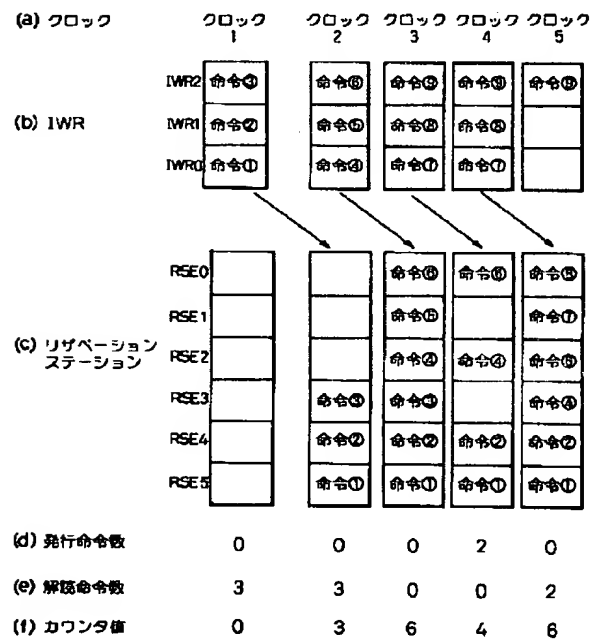 (a) クロック クロック 1 クロック 2 クロック 3 クロック 4 クロック 5
IWR2 命令③ 命令⑥ 命令⑨ 命令⑨ 命令⑨
(b) IWR IWR1 命令② 命令⑤ 命令⑧ 命令⑧
IWR0 命令① 命令④ 命令⑦ 命令⑦
RSE0 命令⑥ 命令⑥ 命令⑧
RSE1 命令⑤ 命令⑦
(c) リザベーション
ステーション
RSE2 命令④ 命令④ 命令⑥
RSE3 命令③ 命令③ 命令④
RSE4 命令② 命令② 命令② 命令②
RSE5 命令① 命令① 命令① 命令①
(d) 発行命令数 0 0 0 2 0
(e) 解読命令数 3 3 0 0 2
(f) カウンタ値 0 3 6 4 6